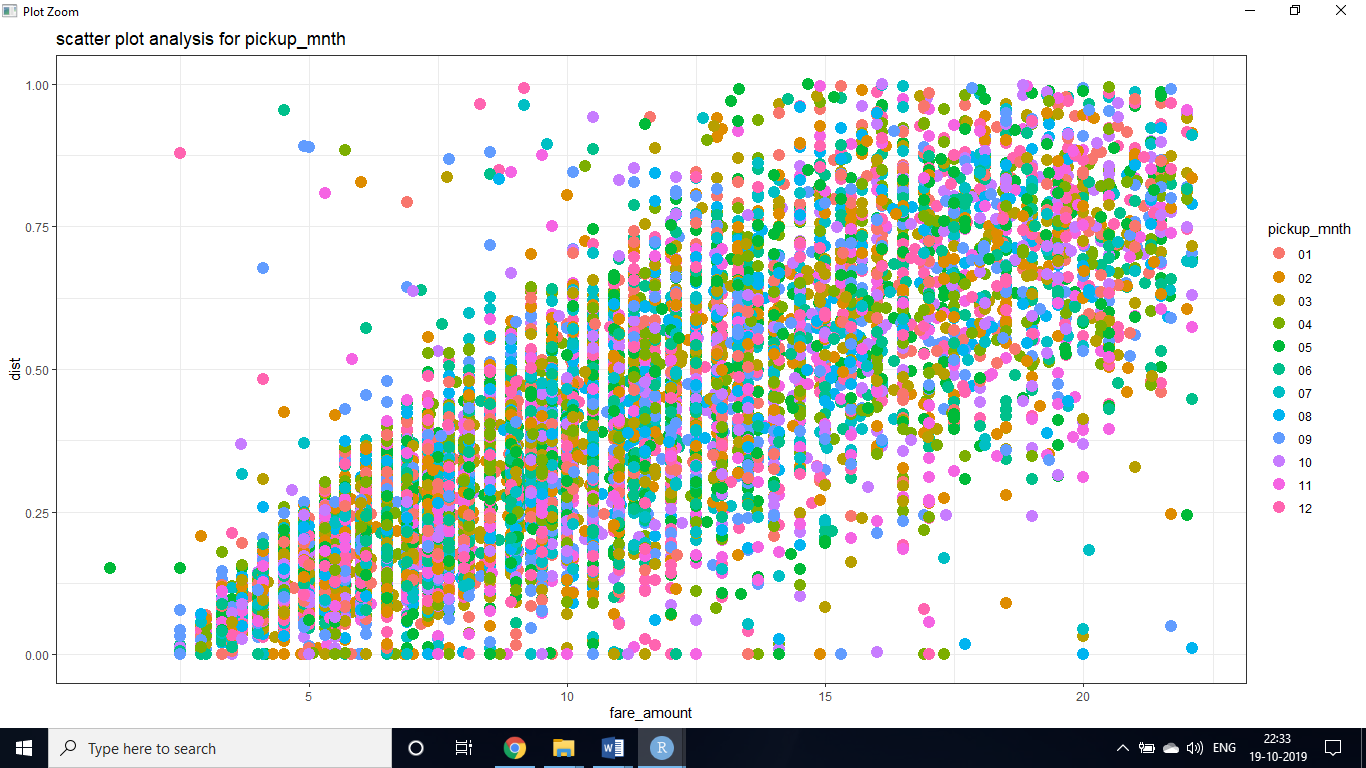 Plot Zoom
scatter plot analysis for pickup_mnth
1.00
0.75
0.50
0.25
0.00
dist
5
10
15
20
fare_amount
pickup_mnth
01
02
03
04
05
06
07
08
09
10
11
12
Type here to search
R
W
ENG
22:33
19-10-2019